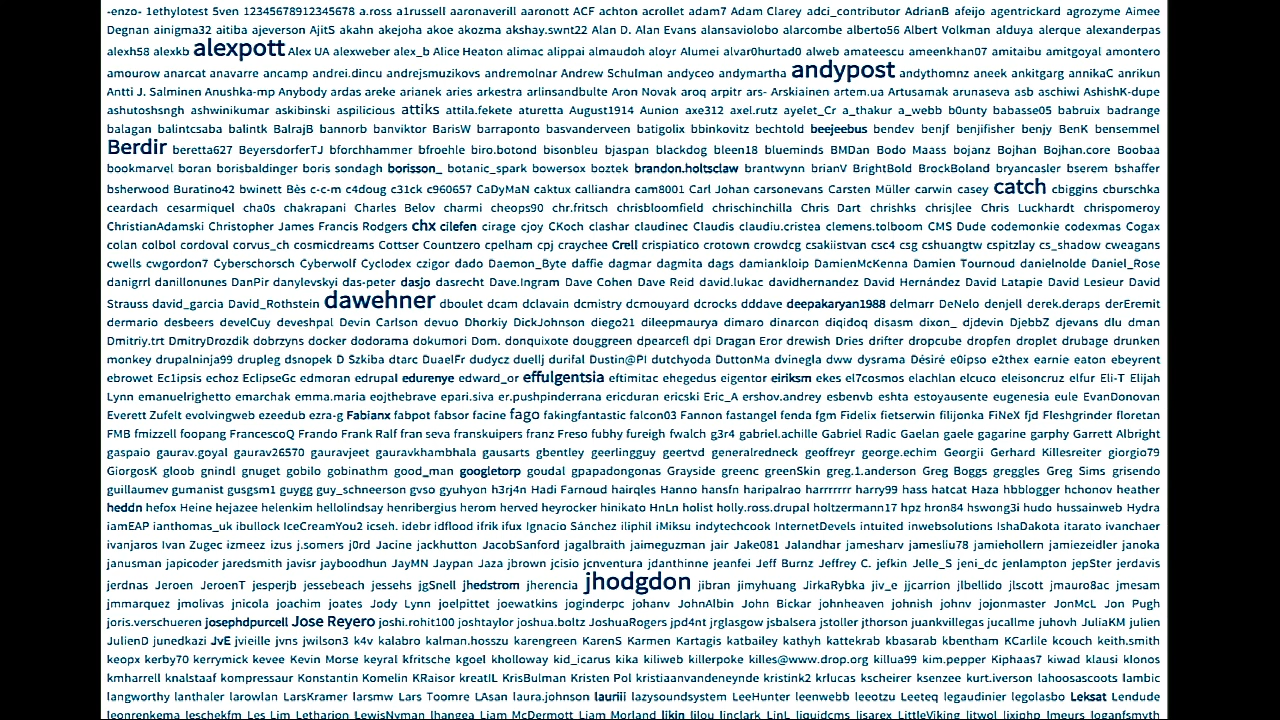 -enzo- 1ethylotest 5ven 12345678912345678 a.ross a1russell aaronaverill aaronott ACF achton acrollet adam7 Adam Clarey adci_contributor AdrianB afeijo agentrickard agrozyme Aimee
Degnan ainigma32 aitiba ajeverson AjitS akahn akejoha akoe akozma akshay.swnt22 Alan D. Alan Evans alansaviolobo alarcombe alberto56 Albert Volkman alduya alerque alexanderpas
alexh58 alexkb alexpott Alex UA alexweber alex_b Alice Heaton alimac alippai almaudoh aloyr Alumei alvar0hurtad0 alweb amateescu ameenkhan07 amitaibu amitgoyal amontero
amourow anarcat anavarre ancamp andrei.dincu andrejsmuzikovs andremolnar Andrew Schulman andyceo andymartha andypost andythomnz aneek ankitgarg annikaC anrikun
Antti J. Salminen Anushka-mp Anybody ardas areke arianek aries arkestra arlinsandbulte Aron Novak aroq arpitr ars- Arskiainen artem.ua Artusamak arunaseva asb aschiwi AshishK-dupe
ashutoshsngh ashwinikumar askibinski aspilicious attiks attila.fekete aturetta August1914 Aunion axe312 axel.rutz ayelet_Cr a_thakur a_webb b0unty babasse05 babruix badrange
balagan balintcsaba balintk BalrajB bannorb banviktor BarisW barraponto basvanderveen batigolix bbinkovitz bechtold beejeebus bendev benjf benjifisher benjy BenK bensemmel
Berdir beretta627 BeyersdorferTJ bforchhammer bfroehle biro.botond bisonbleu bjaspan blackdog bleen18 blueminds BMDan Bodo Maass bojanz Bojhan Bojhan.core Boobaa
bookmarvel boran borisbaldinger boris sondagh borisson_ botanic_spark bowersox boztek brandon.holtsclaw brantwynn brianV BrightBold BrockBoland bryancasler bserem bshaffer
bsherwood Buratino42 bwinett Bès c-c-m c4doug c31ck c960657 CaDyMaN caktux calliandra cam8001 Carl Johan carsonevans Carsten Müller carwin casey catch cbiggins cburschka
ceardach cesarmiquel cha0s chakrapani Charles Belov charmi cheops90 chr.fritsch chrisbloomfield chrischinchilla Chris Dart chrishks chrisjlee Chris Luckhardt chrispomeroy
ChristianAdamski Christopher James Francis Rodgers chx cilefen cirage cjoy CKoch clashar claudinec Claudis claudiu.cristea clemens.tolboom CMS Dude codemonkie codexmas Cogax
colan colbol cordoval corvus_ch cosmicdreams Cottser Countzero cpelham cpj craychee Crell crispiatico crotown crowdcg csakiistvan csc4 csg cshuangtw cspitzlay cs_shadow cweagans
cwells cwgordon7 Cyberschorsch Cyberwolf Cyclodex czigor dado Daemon_Byte daffie dagmar dagmita dags damiankloip DamienMcKenna Damien Tournoud danielnolde Daniel_Rose
danigrrl danillonunes DanPir danylevskyi das-peter dasjo dasrecht Dave.Ingram Dave Cohen Dave Reid david.lukac davidhernandez David Hernández David Latapie David Lesieur David
Strauss david_garcia David_Rothstein dawehner dboulet dcam dclavain dcmistry dcmouyard dcrocks dddave deepakaryan1988 delmarr DeNelo denjell derek.deraps derEremit
dermario desbeers develCuy deveshpal Devin Carlson devuo Dhorkiy DickJohnson diego21 dileepmaurya dimaro dinarcon diqidoq disasm dixon_ djdevin DjebbZ djevans dlu dman
Dmitriy.trt DmitryDrozdik dobrzyns docker dodorama dokumori Dom. donquixote douggreen dpearcefl dpi Dragan Eror drewish Dries drifter dropcube dropfen droplet drubage drunken
monkey drupalninja99 drupleg dsnopek D Szkiba dtarc DuaelFr dudycz duellj durifal Dustin@PI dutchyoda DuttonMa dvinegla dww dysrama Désiré e0ipso e2thex earnie eaton ebeyrent
ebrowet Ec1ipsis echoz EclipseGc edmoran edrupal edurenye edward_or effulgentsia eftimitac ehegedus eigentor eiriksm ekes el7cosmos elachlan elcuco eleisoncruz elfur Eli-T Elijah
Lynn emanuelrighetto emarchak emma.maria eojthebrave epari.siva er.pushpinderrana ericduran ericski Eric_A ershov.andrey esbenvb eshta estoyausente eugenesia eule EvanDonovan
Everett Zufelt evolvingweb ezeedub ezra-g Fabianx fabpot fabsor facine fago fakingfantastic falcon03 Fannon fastangel fenda fgm Fidelix fietserwin filijonka FiNeX fjd Fleshgrinder floretan
FMB fmizzell foopang FrancescoQ Frando Frank Ralf fran seva franskuipers franz Freso fubhy fureigh fwalch g3r4 gabriel.achille Gabriel Radic Gaelan gaele gagarine garphy Garrett Albright
gaspaio gaurav.goyal gaurav26570 gauravjeet gauravkhambhala gausarts gbentley geerlingguy geertvd generalredneck geoffreyr george.echim Georgii Gerhard Killesreiter giorgio79
GiorgosK gloob gnindl gnuget gobilo gobinathm good_man googletorp goudal gpapadongonas Grayside greenc greenSkin greg.1.anderson Greg Boggs greggles Greg Sims grisendo
guillaumev gumanist gusgsm1 guygg guy_schneerson gvso gyuhyon h3rj4n Hadi Farnoud hairqles Hanno hansfn haripalrao harrrrrrr harry99 hass hatcat Haza hbblogger hchonov heather
heddn hefox Heine hejazee helenkim hellolindsay henribergius herom herved heyrocker hinikato HnLn holist holly.ross.drupal holtzermann17 hpz hron84 hswong3i hudo hussainweb Hydra
iamEAP ianthomas_uk ibullock IceCreamYou2 icseh. idebr idflood ifrik ifux Ignacio Sánchez iliphil iMiksu indytechcook InternetDevels intuited inwebsolutions IshaDakota itarato ivanchaer
ivanjaros Ivan Zugec izmeez izus j.somers j0rd Jacine jackhutton JacobSanford jagalbraith jaimeguzman jair Jake081 Jalandhar jamesharv jamesliu78 jamiehollern jamiezeidler janoka
janusman japicoder jaredsmith javisr jayboodhun JayMN Jaypan Jaza jbrown jcisio jcnventura jdanthinne jeanfei Jeff Burnz Jeffrey C. jefkin Jelle_S jeni_dc jenlampton jepSter jerdavis
jerdnas Jeroen JeroenT jesperjb jessebeach jessehs jgSnell jhedstrom jherencia jhodgdon jibran jimyhuang JirkaRybka jiv_e jjcarrion jlbellido jlscott jmauro8ac jmesam
jmmarquez jmolivas jnicola joachim joates Jody Lynn joelpittet joewatkins joginderpc johanv JohnAlbin John Bickar johnheaven johnish johnv jojonmaster JonMcL Jon Pugh
joris.verschueren josephdpurcell Jose Reyero joshi.rohit100 joshtaylor joshua.boltz JoshuaRogers jpd4nt jrglasgow jsbalsera jstoller jthorson juankvillegas jucallme juhovh JuliaKM julien
JulienD junedkazi JvE jvieille jvns jwilson3 k4v kalabro kalman.hosszu karengreen KarenS Karmen Kartagis katbailey kathyh kattekrab kbasarab kbentham KCarlile kcouch keith.smith
keopx kerby70 kerrymick kevee Kevin Morse keyral kfritsche kgoel kholloway kid_icarus kika kiliweb killerpoke killes@www.drop.org killua99 kim.pepper Kiphaas7 kiwad klausi klonos
kmharrell knalstaaf kompressaur Konstantin Komelin KRaison kreatIL KrisBulman Kristen Pol kristiaanvandeneynde kristink2 krlucas kscheirer ksenzee kurt.iverson lahoosascoots lambic
langworthy lanthaler larowlan LarsKramer larsmw Lars Toomre LAsan laura.johnson lauriii lazysoundsystem LeeHunter leenwebb leeotzu Leeteq legaudinier legolasbo Leksat Lendude
leonrenkema leschekfm Les Lim Letharion LewisNyman lhangea Liam McDermott Liam Morland likin lilou linclark LinL liquidcms lisarex LittleViking litwol lixiphp lmeurs loganfsmyth